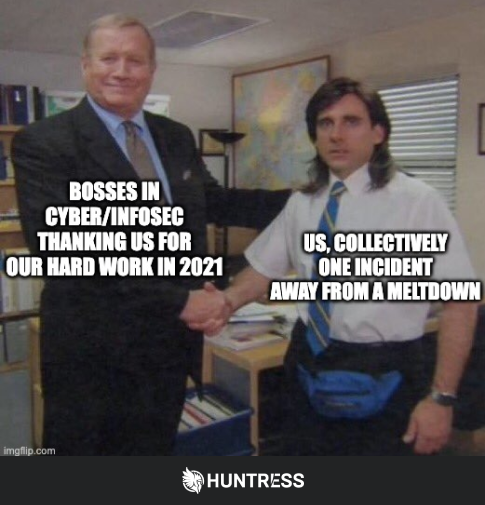 BOSSES IN
CYBER/INFOSEC
THANKING US FOR
OUR HARD WORK IN 2021
US, COLLECTIVELY
ONE INCIDENT
AWAY FROM A MELTDOWN
imgflip.com
HUNTRESS